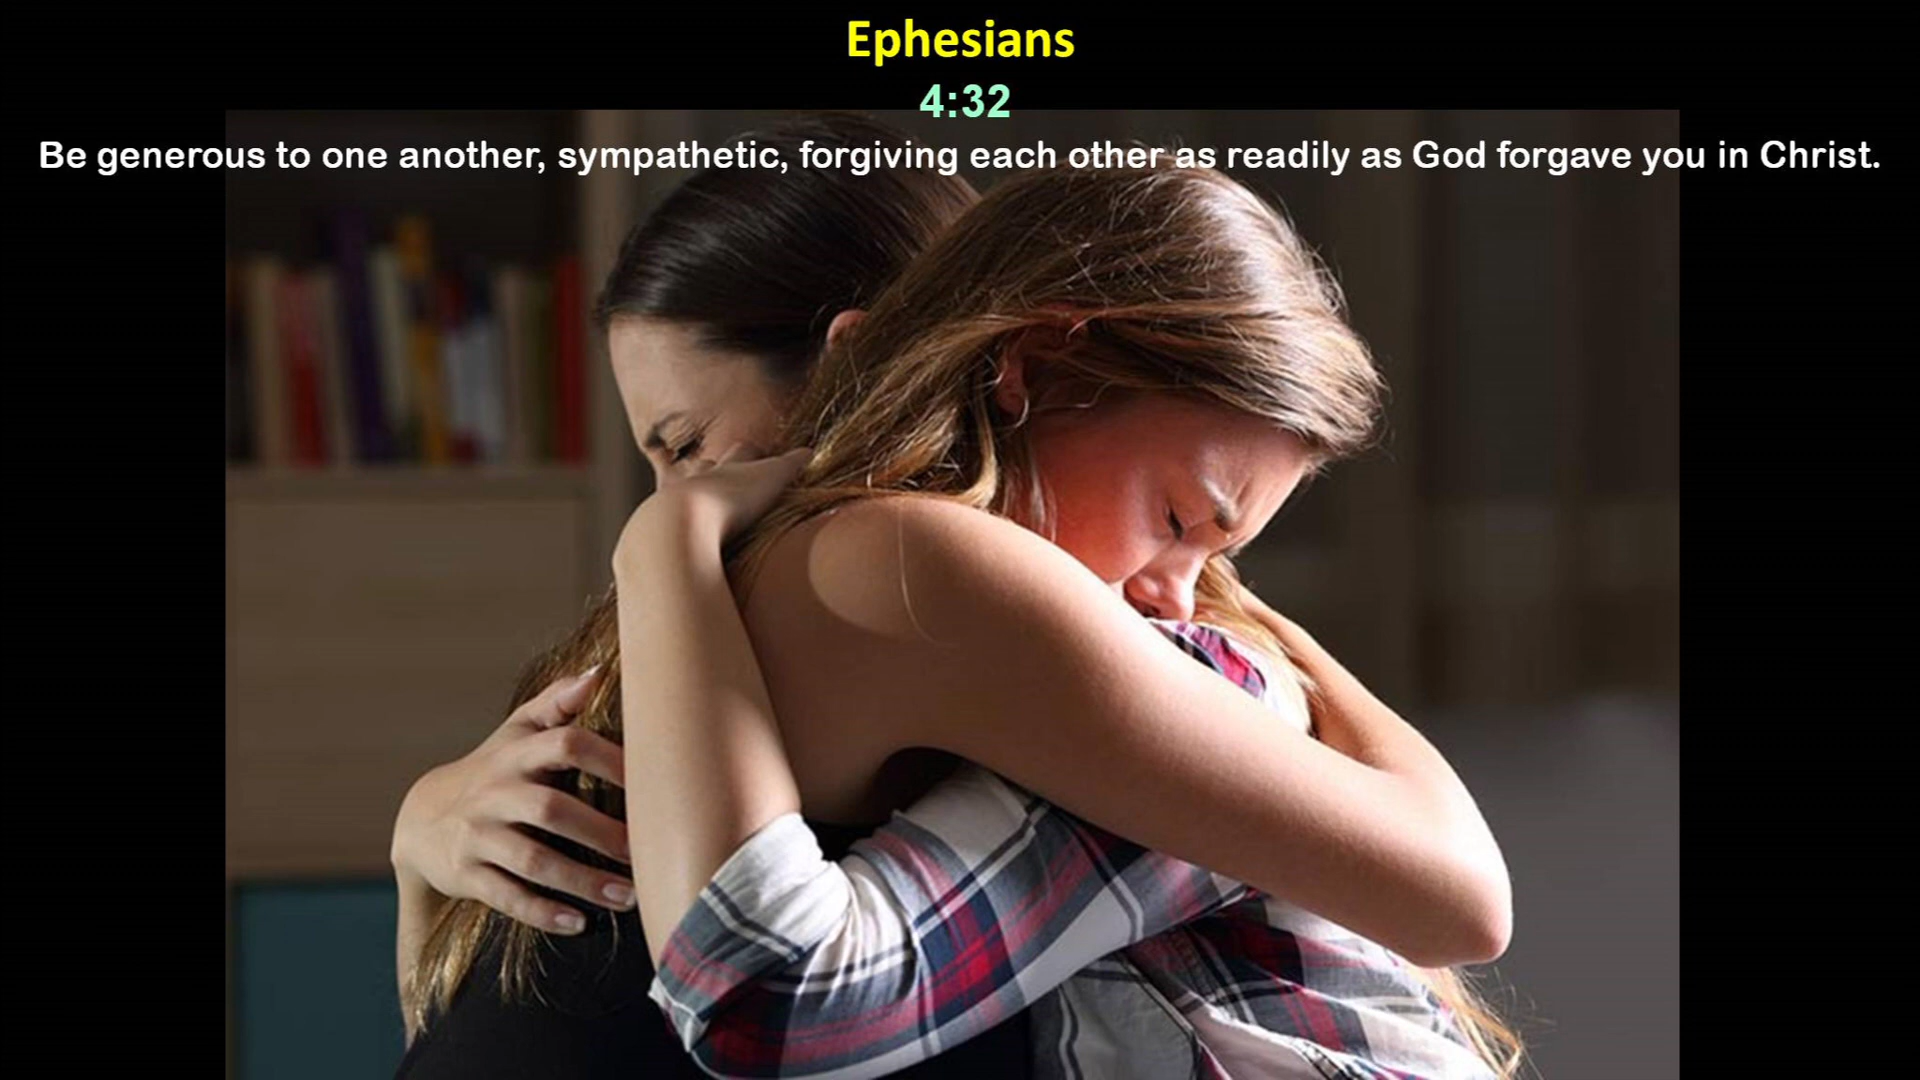 Ephesians
4:32
Be generous to one another, sympathetic, forgiving each other as readily as God forgave you in Christ.